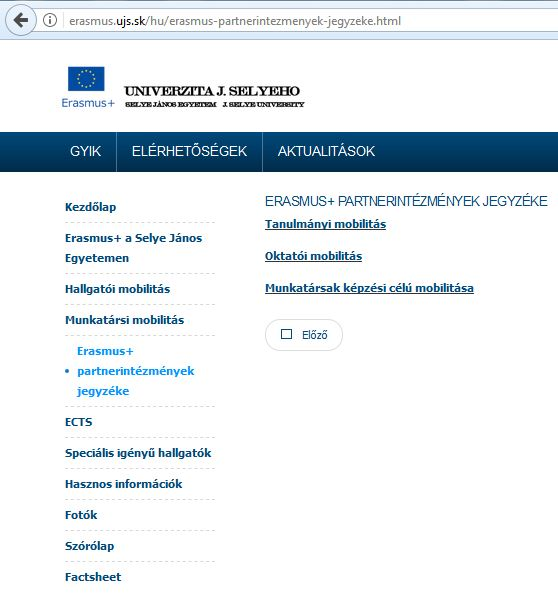 erasmus.ujs.sk/hu/erasmus-partnerintezmenyek-jegyzeke.html
Erasmus+
UNIVERZITA J. SELYEHO
SELYE JÁNOS EGYETEM J. SELYE UNIVERSITY
GYIK
ELÉRHETŐSÉGEK
AKTUALITÁSOK
Kezdőlap
Erasmus+ a Selye János
Egyetemen
Hallgatói mobilitás
Munkatársi mobilitás
Erasmus+
partnerintézmények
jegyzéke
ECTS
Speciális igényű hallgatók
Hasznos információk
Fotók
Szórólap
Factsheet
ERASMUS+ PARTNERINTÉZMÉNYEK JEGYZÉKE
Tanulmányi mobilitás
Oktatói mobilitás
Munkatársak képzési célú mobilitása
Előző